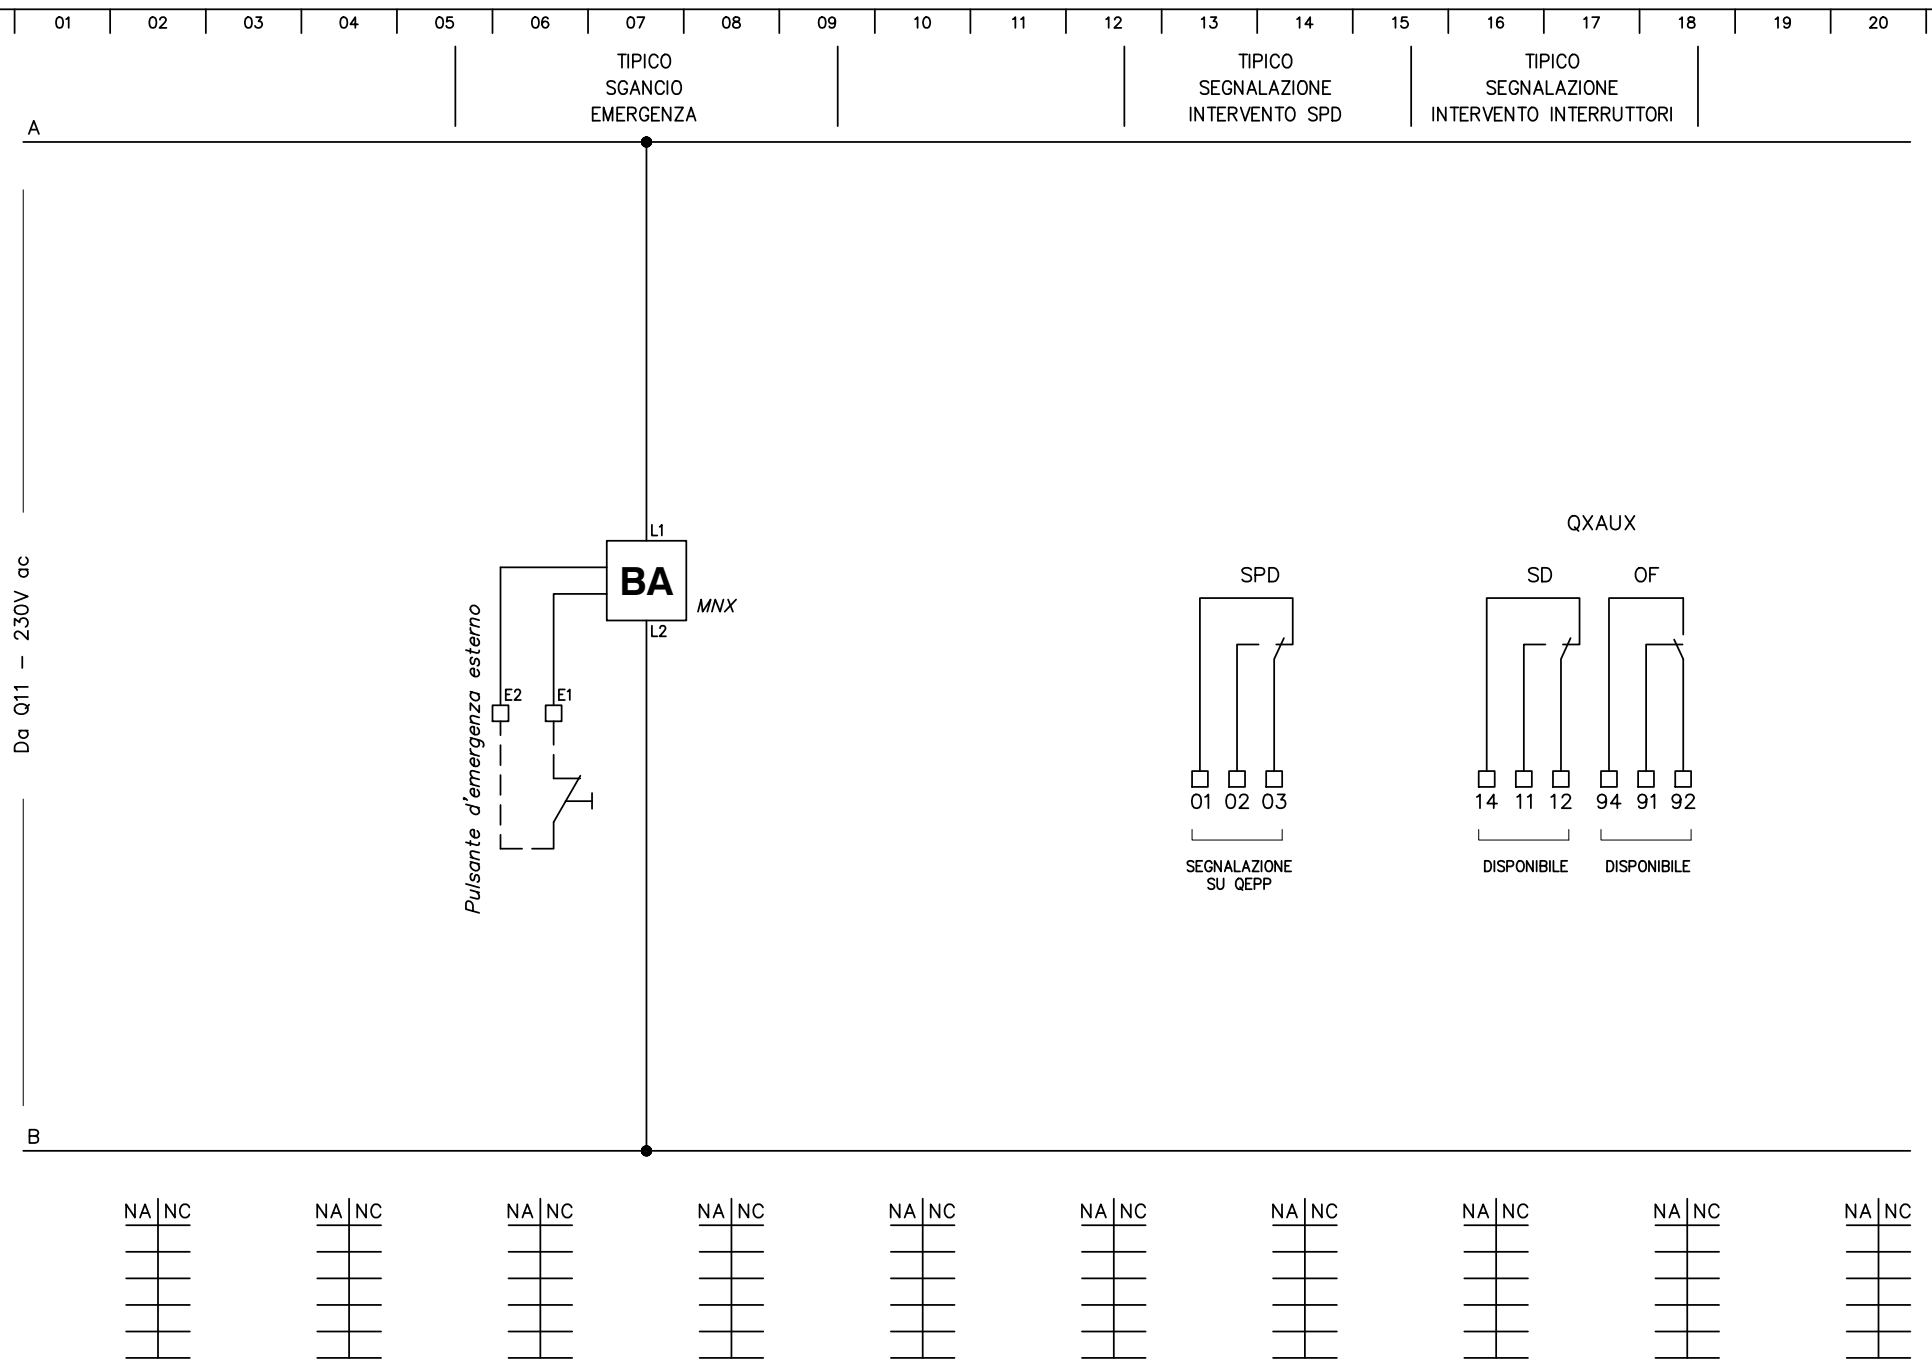 01 02 03 04 05 06 07 08 09 10 11 12 13 14 15 16 17 18 19 20
TIPICO
SGANCIO
EMERGENZA
TIPICO
SEGNALAZIONE
INTERVENTO SPD
TIPICO
SEGNALAZIONE
INTERVENTO INTERRUTTORI
A
Da Q11 - 230V ac
L1
BA
MNX
L2
E2 E1
Pulsante d'emergenza esterno
SPD
01 02 03
SEGNALAZIONE
SU QEPP
QXAUX
SD OF
14 11 12 94 91 92
DISPONIBILE DISPONIBILE
B
NA NC NA NC NA NC NA NC NA NC NA NC NA NC NA NC NA NC NA NC